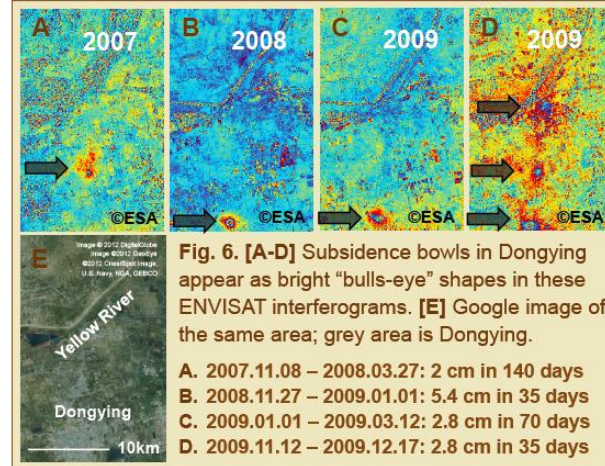 A
2007
©ESA
B
2008
©ESA
C
2009
©ESA
D
2009
©ESA
E
Image © 2012 DigitalGlobe
Image ©2012 GeoEye
©2012 Cnes/Spot Image,
U.S. Navy, NGA, GEBCO
Yellow River
Dongying
10km
Fig. 6. [A-D] Subsidence bowls in Dongying
appear as bright “bulls-eye” shapes in these
ENVISAT interferograms. [E] Google image of
the same area; grey area is Dongying.
A. 2007.11.08 – 2008.03.27: 2 cm in 140 days
B. 2008.11.27 – 2009.01.01: 5.4 cm in 35 days
C. 2009.01.01 – 2009.03.12: 2.8 cm in 70 days
D. 2009.11.12 – 2009.12.17: 2.8 cm in 35 days